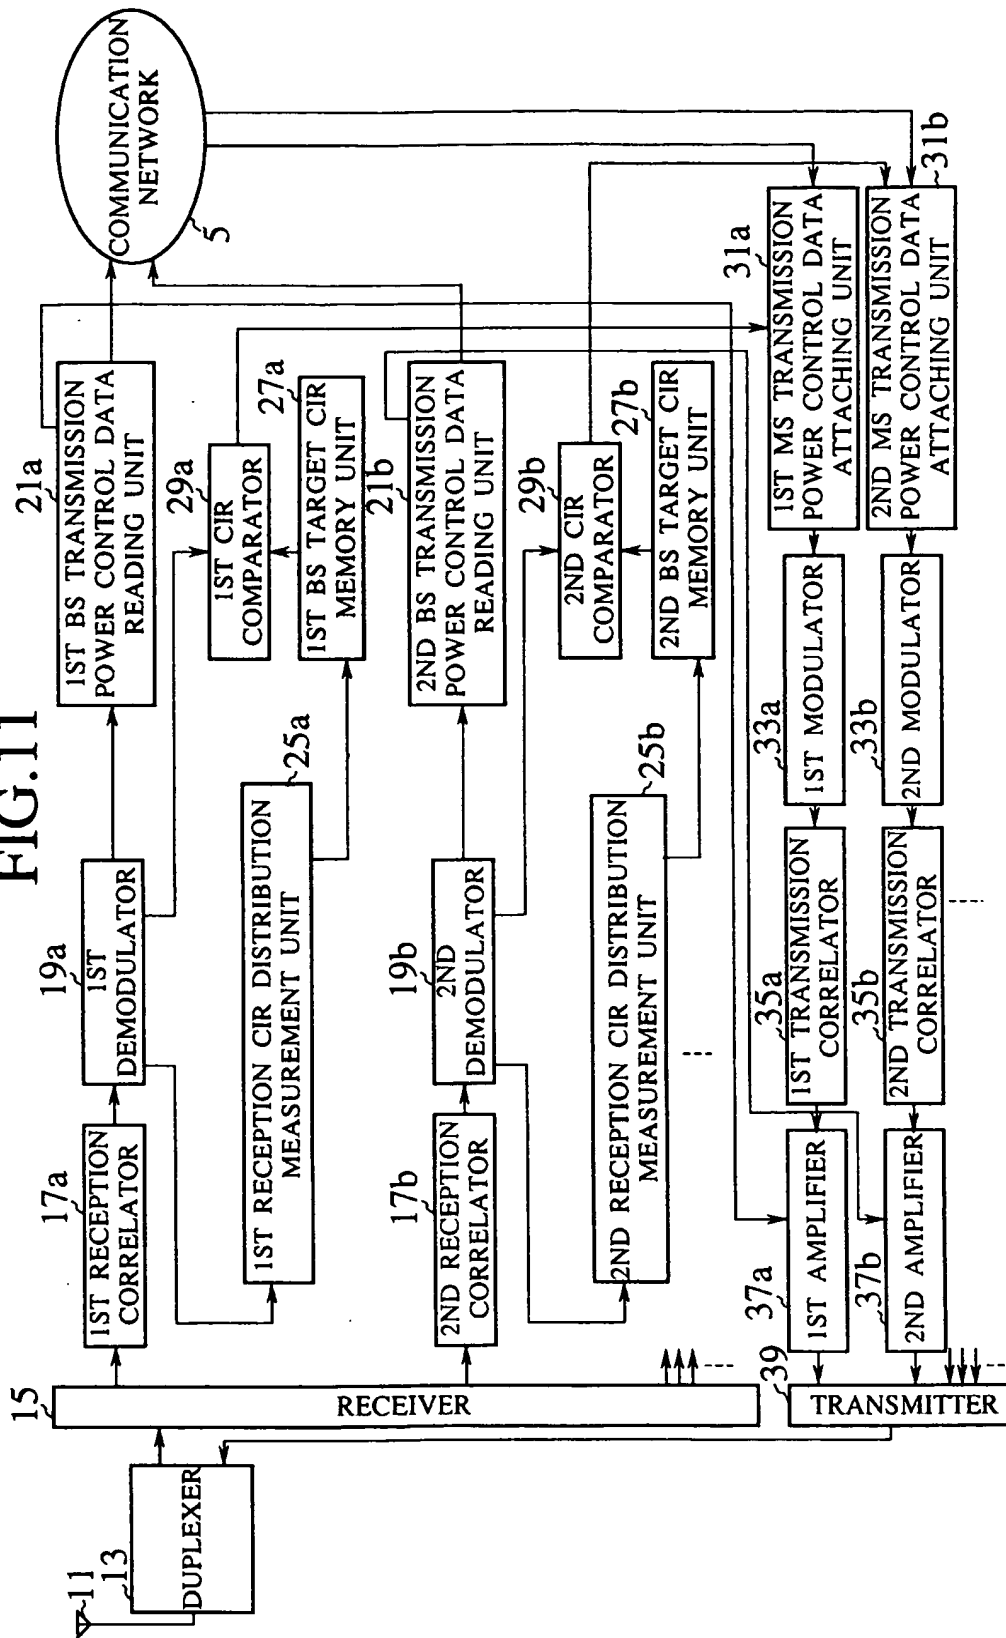 FIG.11
11
13
DUPLEXER
15
RECEIVER
39
TRANSMITTER
17a
1ST RECEPTION
CORRELATOR
19a
1ST
DEMODULATOR
21a
1ST BS TRANSMISSION
POWER CONTROL DATA
READING UNIT
COMMUNICATION
NETWORK
5
25a
1ST RECEPTION CIR DISTRIBUTION
MEASUREMENT UNIT
29a
1ST CIR
COMPARATOR
27a
1ST BS TARGET CIR
MEMORY UNIT
17b
2ND RECEPTION
CORRELATOR
19b
2ND
DEMODULATOR
21b
2ND BS TRANSMISSION
POWER CONTROL DATA
READING UNIT
25b
2ND RECEPTION CIR DISTRIBUTION
MEASUREMENT UNIT
29b
2ND CIR
COMPARATOR
27b
2ND BS TARGET CIR
MEMORY UNIT
37a
1ST AMPLIFIER
35a
1ST TRANSMISSION
CORRELATOR
33a
1ST MODULATOR
31a
1ST MS TRANSMISSION
POWER CONTROL DATA
ATTACHING UNIT
37b
2ND AMPLIFIER
35b
2ND TRANSMISSION
CORRELATOR
33b
2ND MODULATOR
31b
2ND MS TRANSMISSION
POWER CONTROL DATA
ATTACHING UNIT